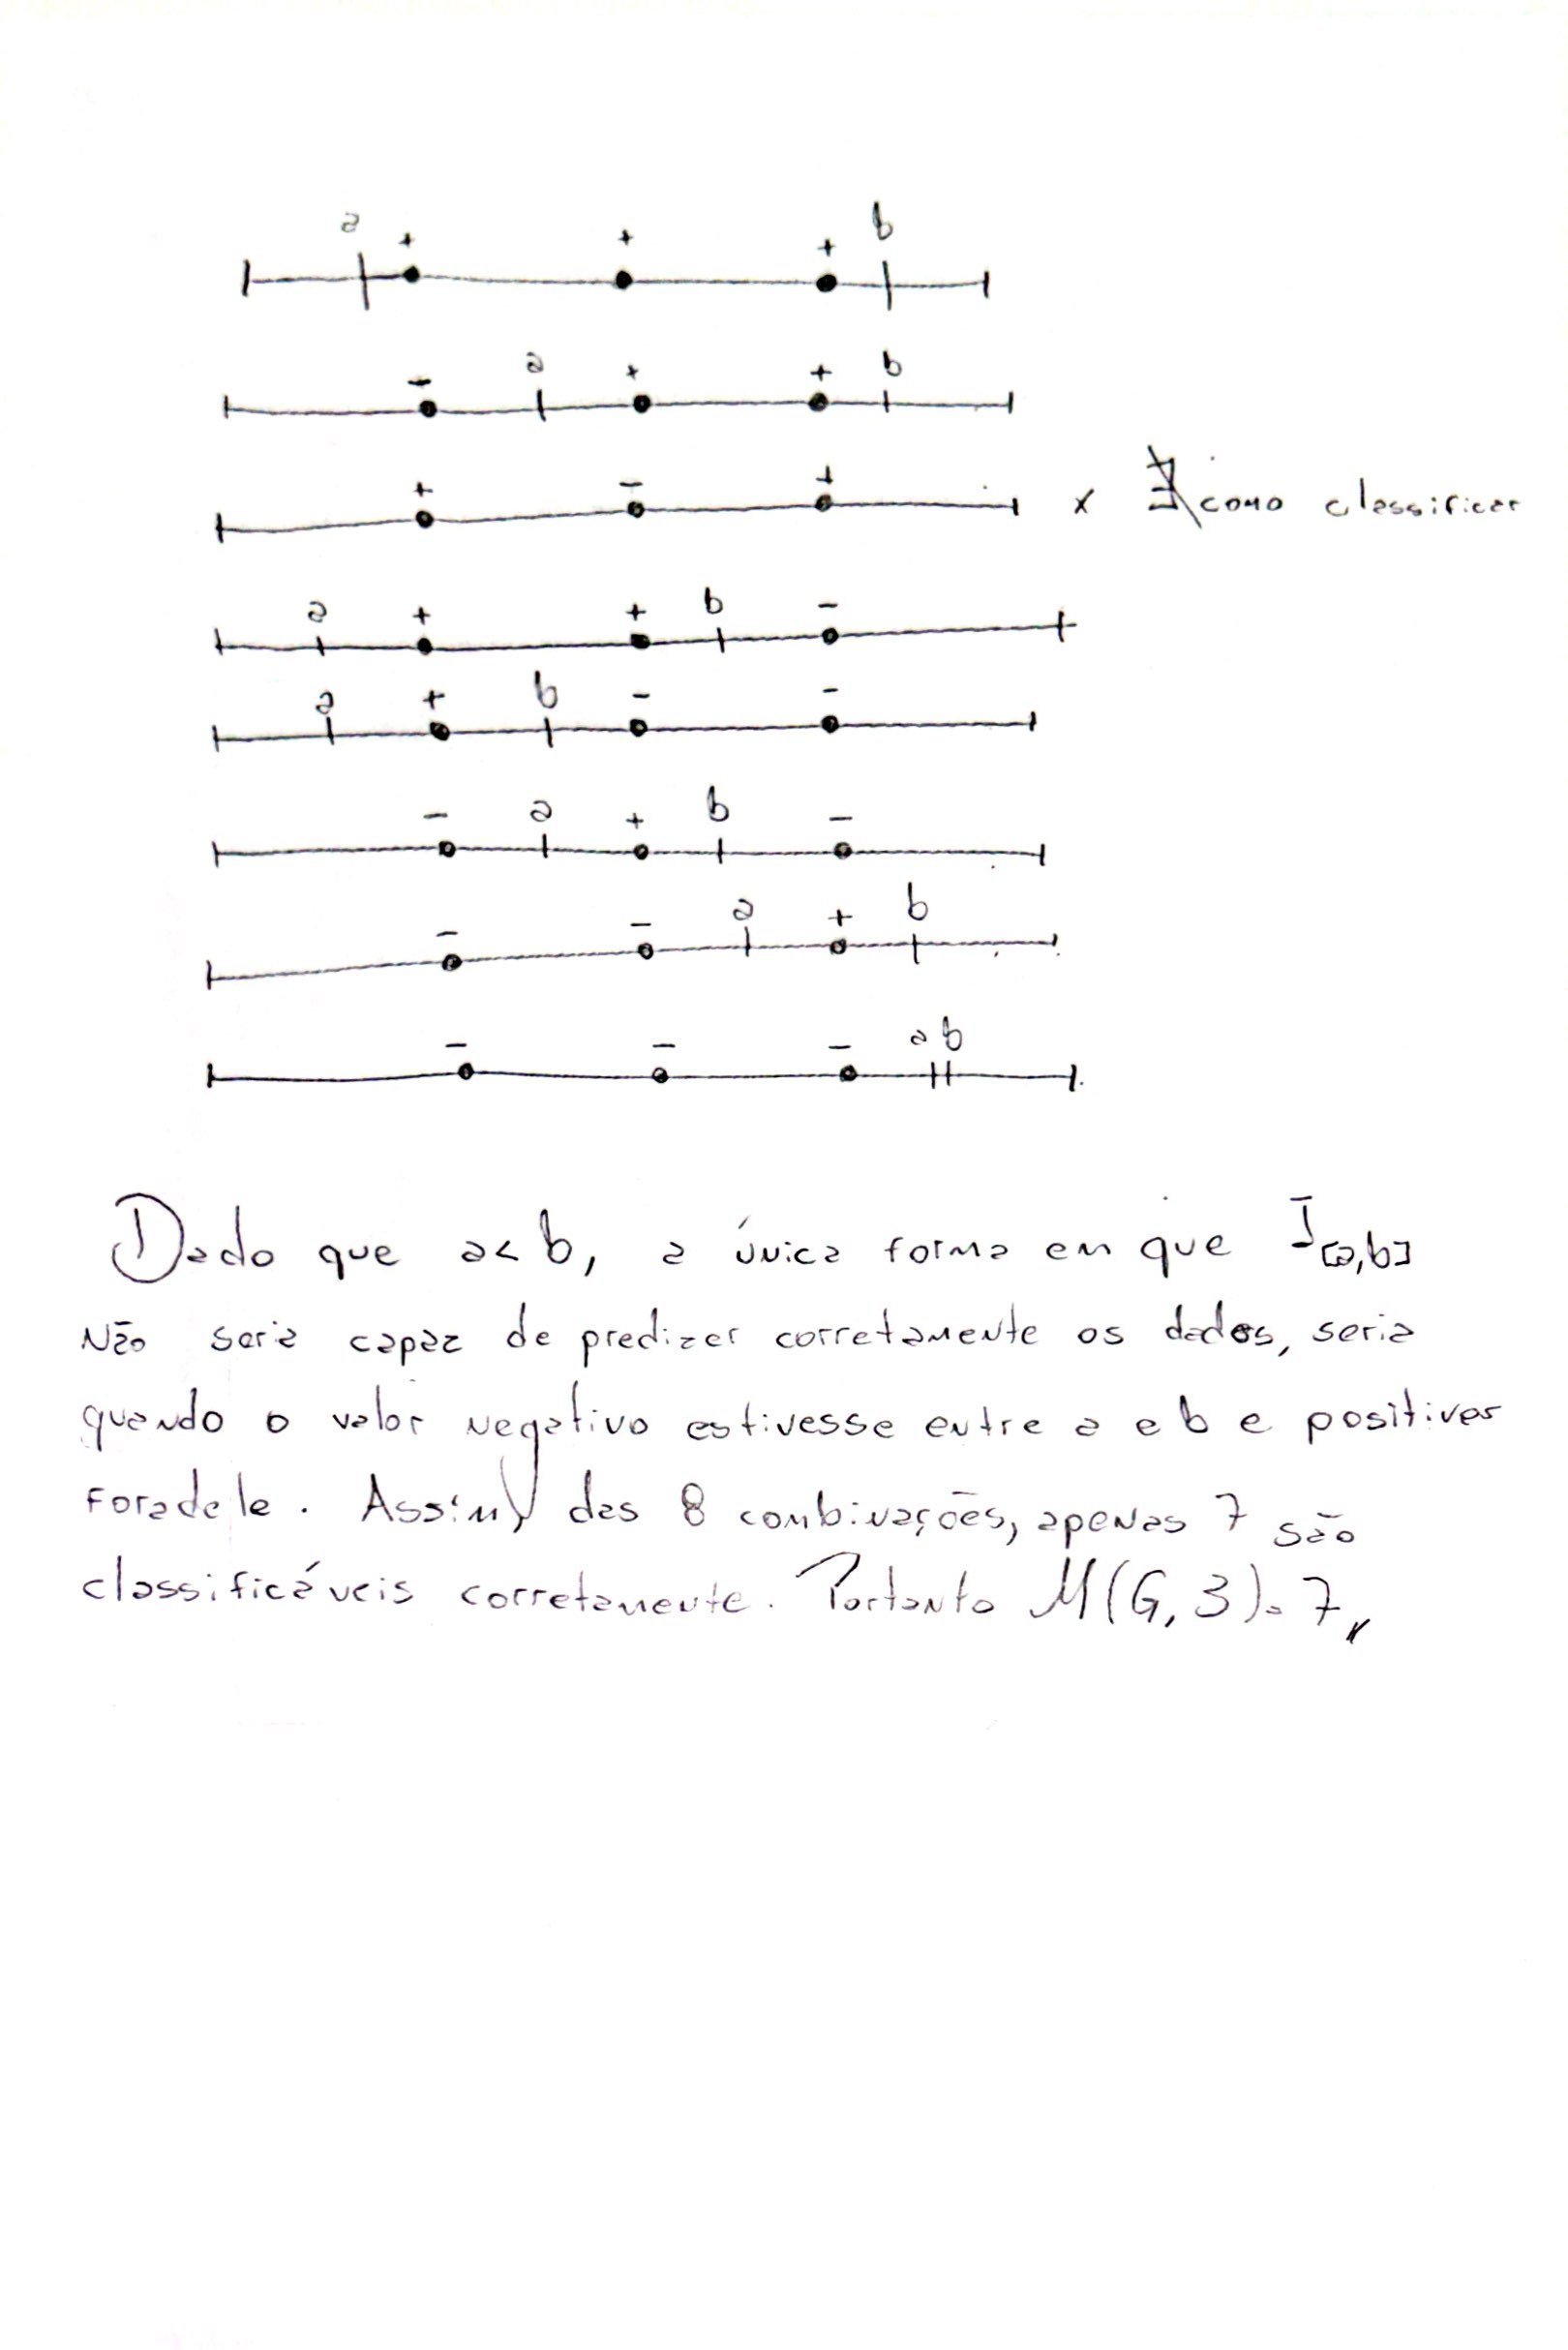 a + + + b
- a + + b
+ - + x ∄ como classificar
a + + b -
a + b - -
- a + b -
- - a + b
- - - a b
Dado que a < b, a única forma em que I[a,b]
Não seria capaz de predizer corretamente os dados, seria
quando o valor negativo estivesse entre a e b e positivos
fora dele. Assim, das 8 combinações, apenas 7 são
classificáveis corretamente. Portanto M(G, 3) = 7,,